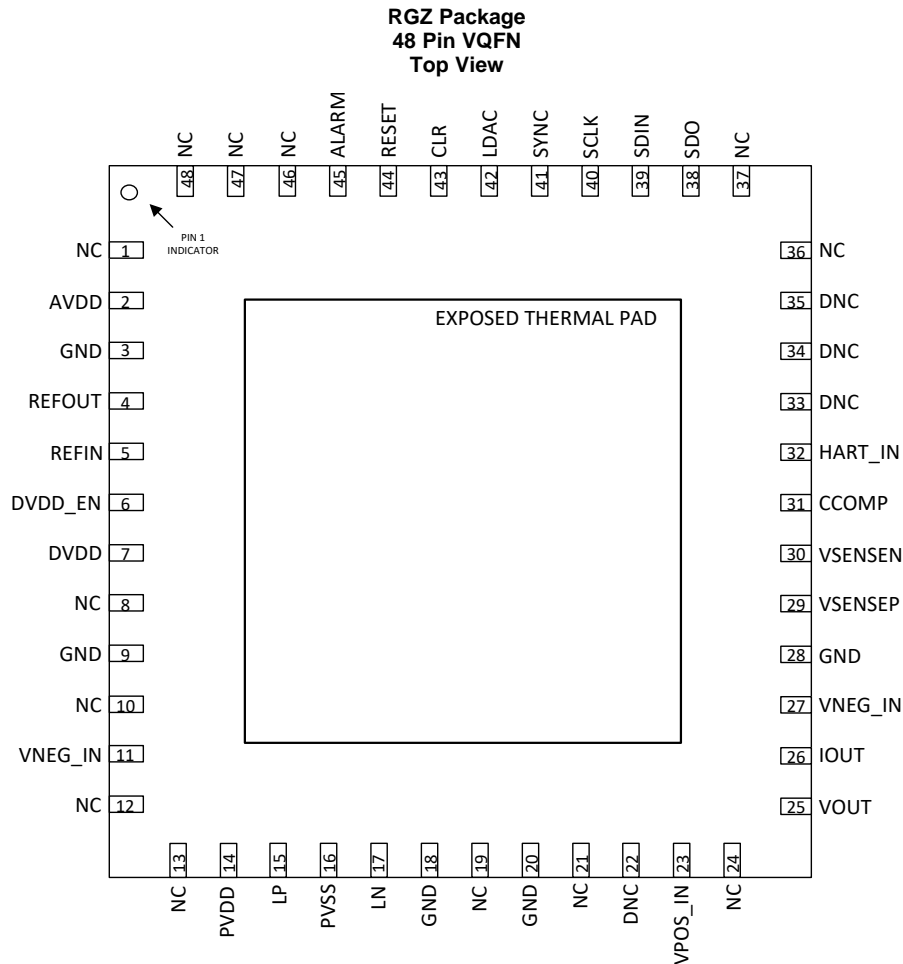 RGZ Package
48 Pin VQFN
Top View
NC 48
NC 47
NC 46
ALARM 45
RESET 44
CLR 43
LDAC 42
SYNC 41
SCLK 40
SDIN 39
SDO 38
NC 37
PIN 1
INDICATOR
NC 1
AVDD 2
GND 3
REFOUT 4
REFIN 5
DVDD_EN 6
DVDD 7
NC 8
GND 9
NC 10
VNEG_IN 11
NC 12
EXPOSED THERMAL PAD
36 NC
35 DNC
34 DNC
33 DNC
32 HART_IN
31 CCOMP
30 VSENSEN
29 VSENSEP
28 GND
27 VNEG_IN
26 IOUT
25 VOUT
NC 13
PVDD 14
LP 15
PVSS 16
LN 17
GND 18
NC 19
GND 20
NC 21
DNC 22
VPOS_IN 23
NC 24